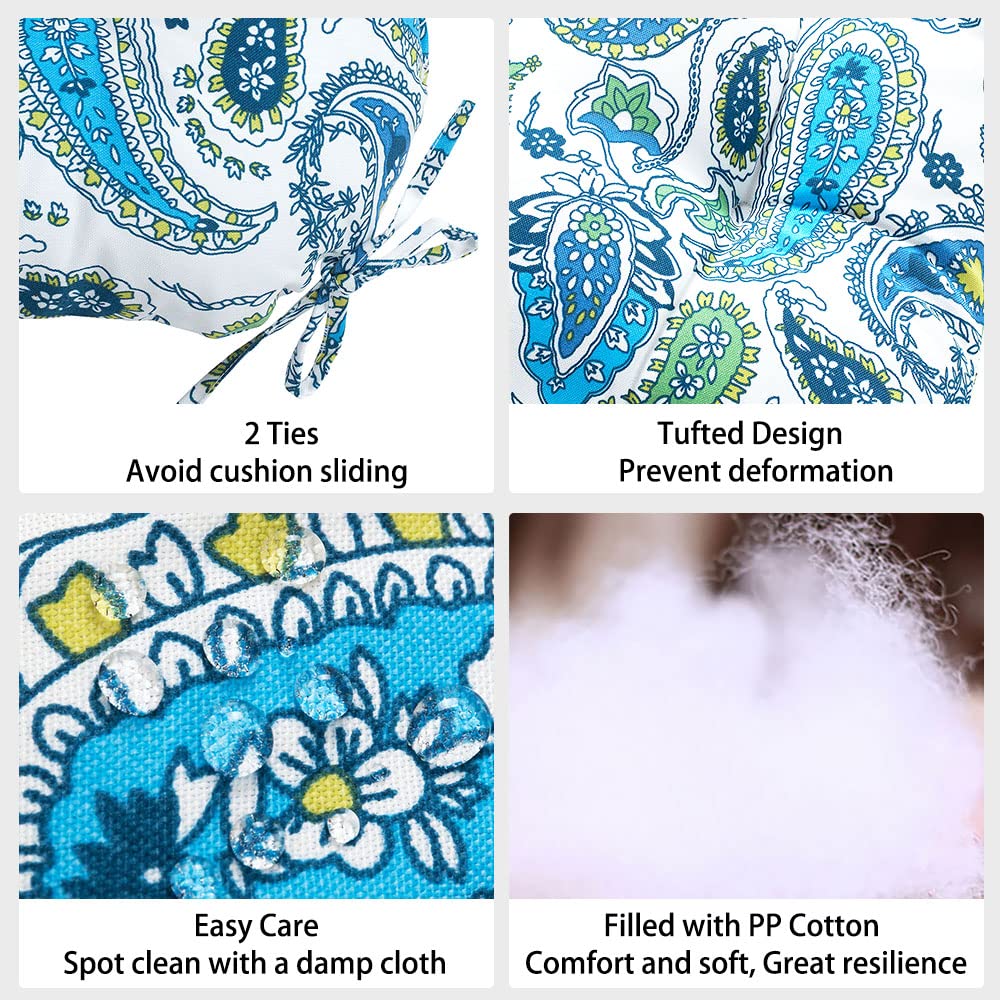 2 Ties
Avoid cushion sliding
Tufted Design
Prevent deformation
Easy Care
Spot clean with a damp cloth
Filled with PP Cotton
Comfort and soft, Great resilience